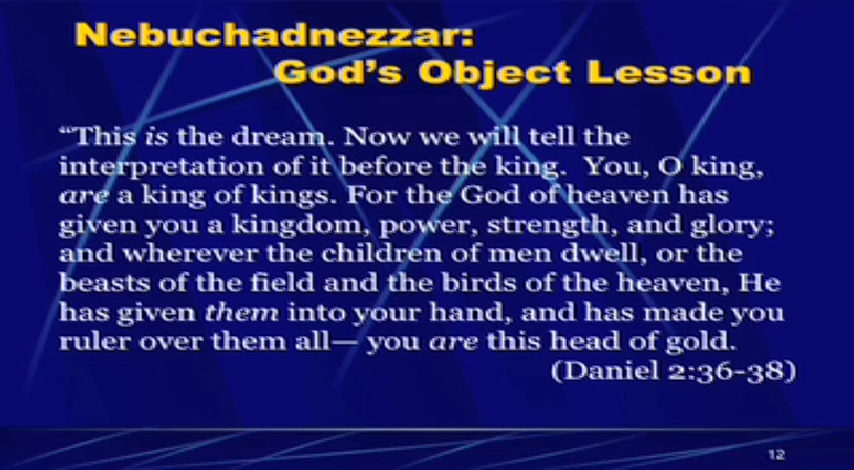 Nebuchadnezzar:
God's Object Lesson
“This is the dream. Now we will tell the
interpretation of it before the king. You, O king,
are a king of kings. For the God of heaven has
given you a kingdom, power, strength, and glory;
and wherever the children of men dwell, or the
beasts of the field and the birds of the heaven, He
has given them into your hand, and has made you
ruler over them all— you are this head of gold.
(Daniel 2:36-38)
12